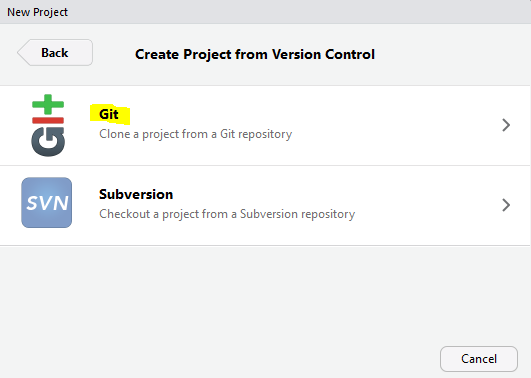 New Project
Back
Create Project from Version Control
Git
Git
Clone a project from a Git repository
SVN
Subversion
Checkout a project from a Subversion repository
Cancel